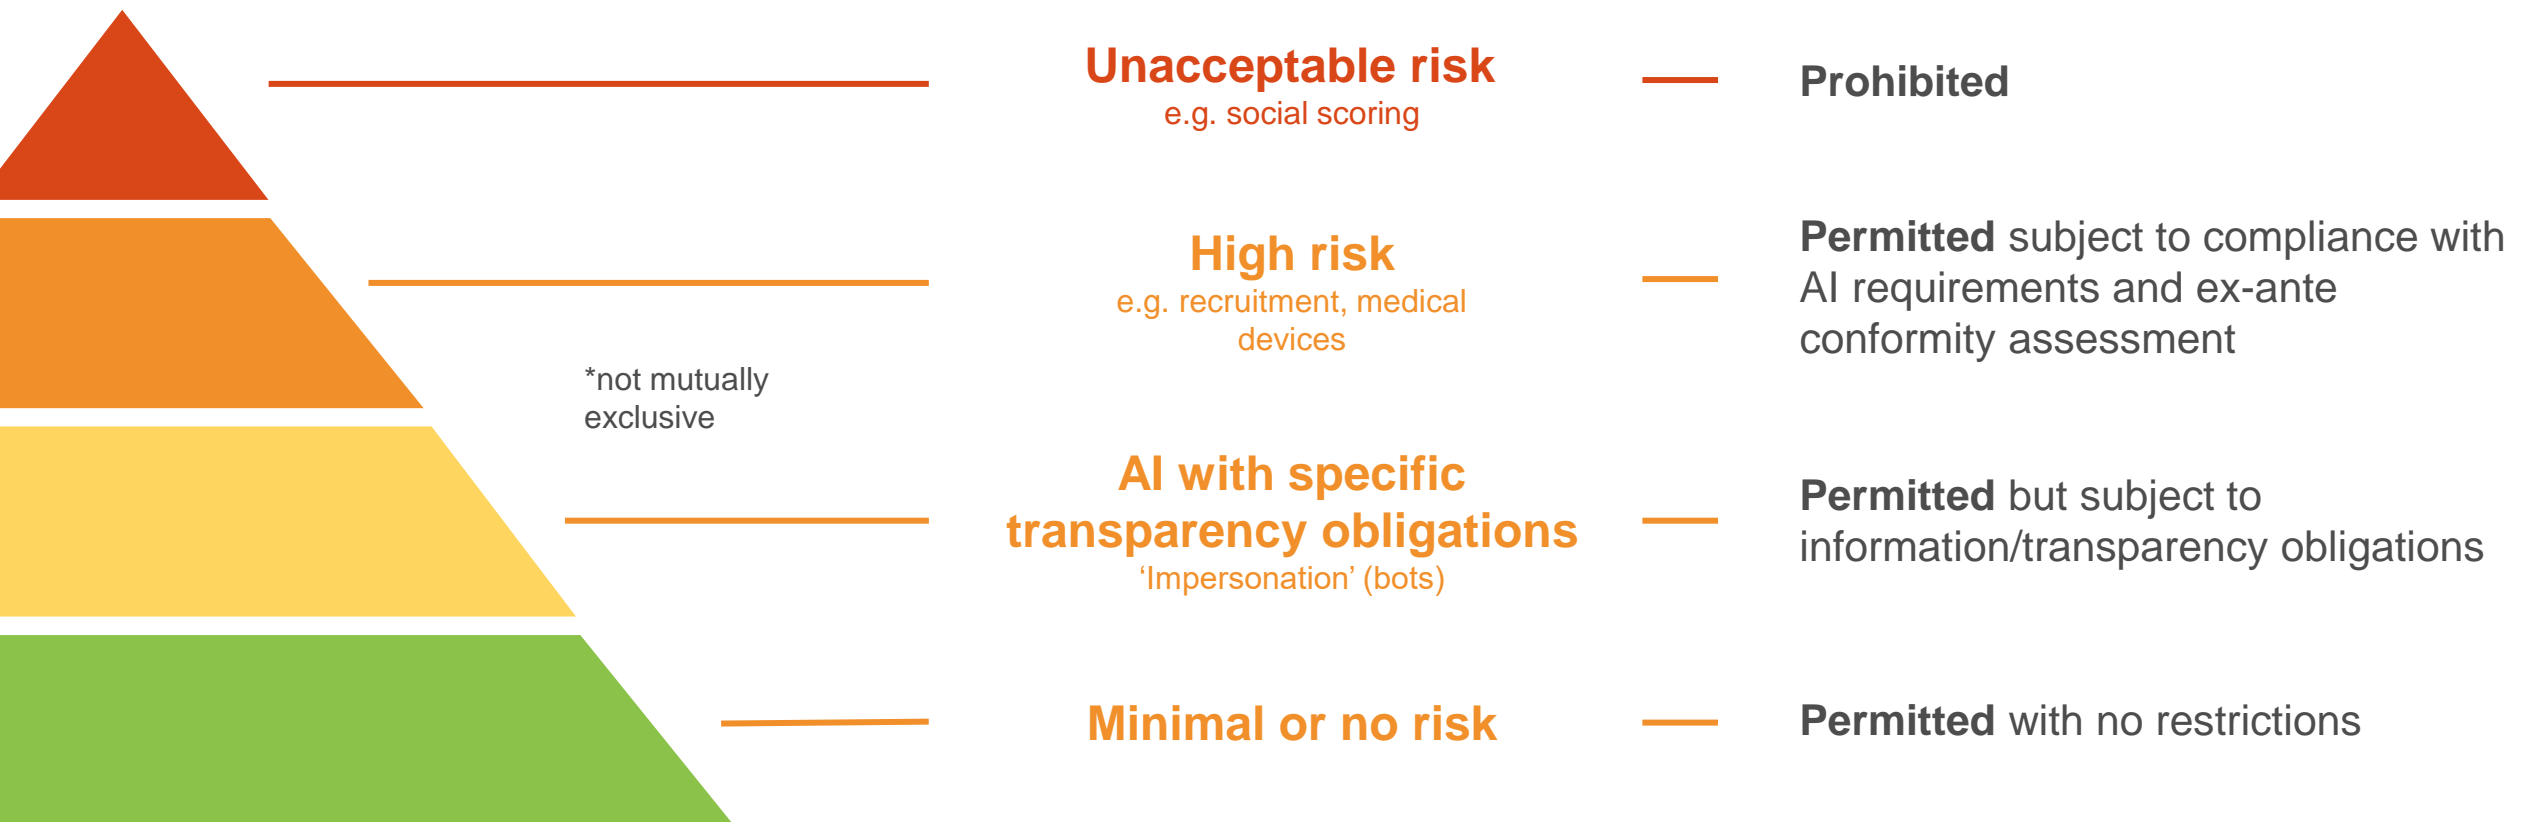 Unacceptable risk
e.g. social scoring
Prohibited
High risk
e.g. recruitment, medical
devices
Permitted subject to compliance with
AI requirements and ex-ante
conformity assessment
*not mutually
exclusive
AI with specific
transparency obligations
‘Impersonation’ (bots)
Permitted but subject to
information/transparency obligations
Minimal or no risk
Permitted with no restrictions